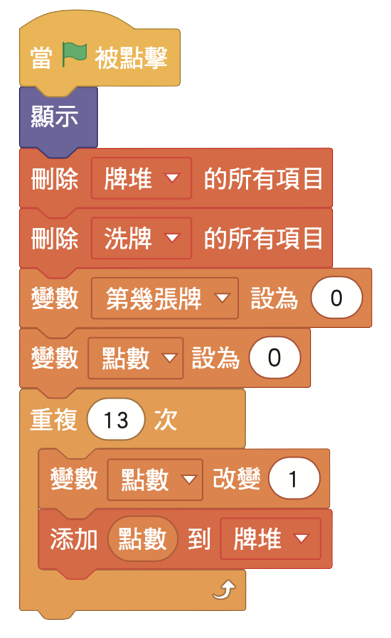 當 被點擊
顯示
刪除 牌堆 的所有項目
刪除 洗牌 的所有項目
變數 第幾張牌 設為 0
變數 點數 設為 0
重複 13 次
變數 點數 改變 1
添加 點數 到 牌堆